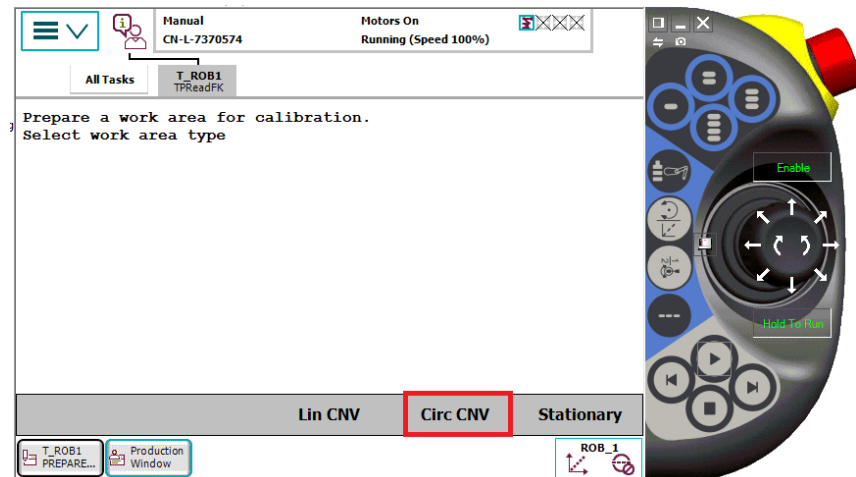 Manual
CN-L-7370574
Motors On
Running (Speed 100%)
All Tasks
T_ROB1
TPReadFK
Prepare a work area for calibration.
Select work area type
Enable
Hold To Run
Lin CNV
Circ CNV
Stationary
T_ROB1
PREPARE...
Production
Window
ROB_1